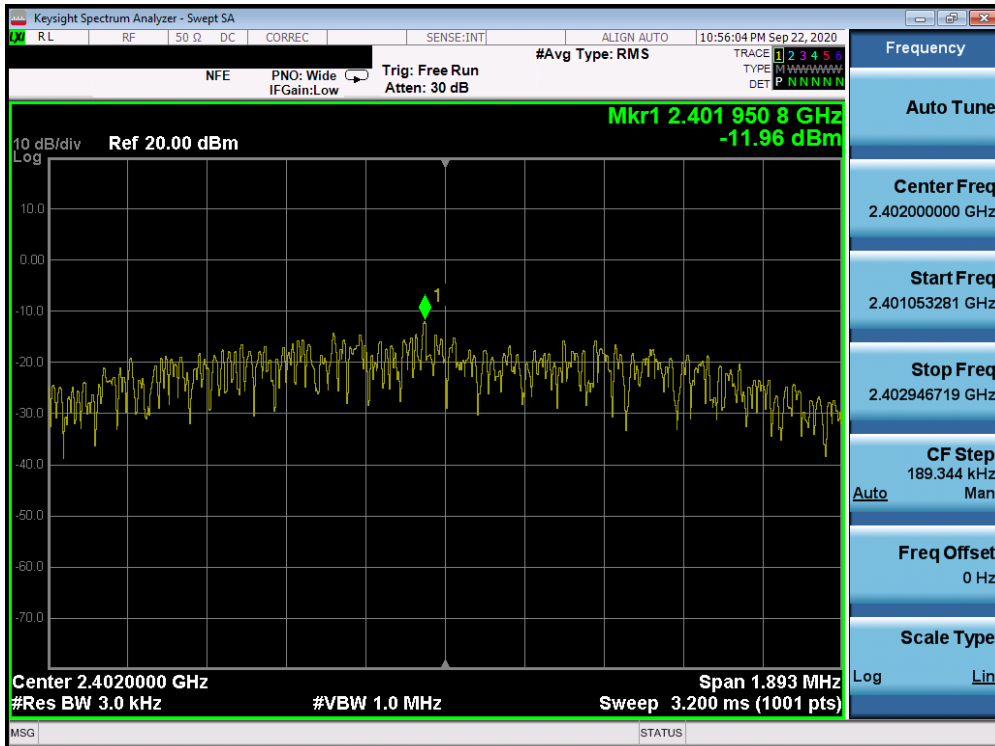 Keysight Spectrum Analyzer - Swept SA
LXI RL RF 50 Ω DC CORREC SENSE:INT ALIGN AUTO 10:56:04 PM Sep 22, 2020
#Avg Type: RMS TRACE 1 2 3 4 5 6
NFE PNO: Wide Trig: Free Run TYPE M W W W W W
IFGain:Low Atten: 30 dB DET P N N N N N
Mkr1 2.401 950 8 GHz
10 dB/div Ref 20.00 dBm -11.96 dBm
Log
1
10.0
0.00
-10.0
-20.0
-30.0
-40.0
-50.0
-60.0
-70.0
Center 2.4020000 GHz Span 1.893 MHz
#Res BW 3.0 kHz #VBW 1.0 MHz Sweep 3.200 ms (1001 pts)
MSG STATUS
Frequency
Auto Tune
Center Freq
2.402000000 GHz
Start Freq
2.401053281 GHz
Stop Freq
2.402946719 GHz
CF Step
189.344 kHz
Auto Man
Freq Offset
0 Hz
Scale Type
Log Lin